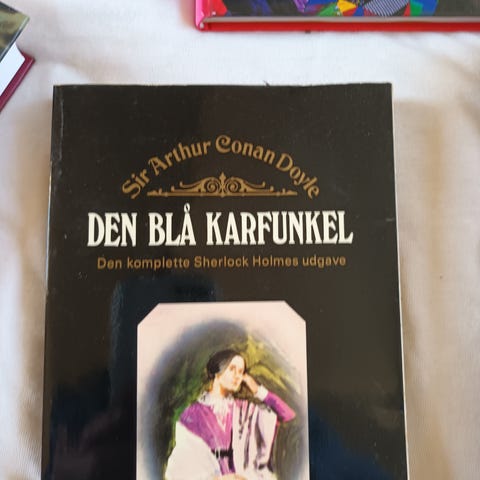 Sir Arthur Conan Doyle
DEN BLÅ KARFUNKEL
Den komplette Sherlock Holmes udgave